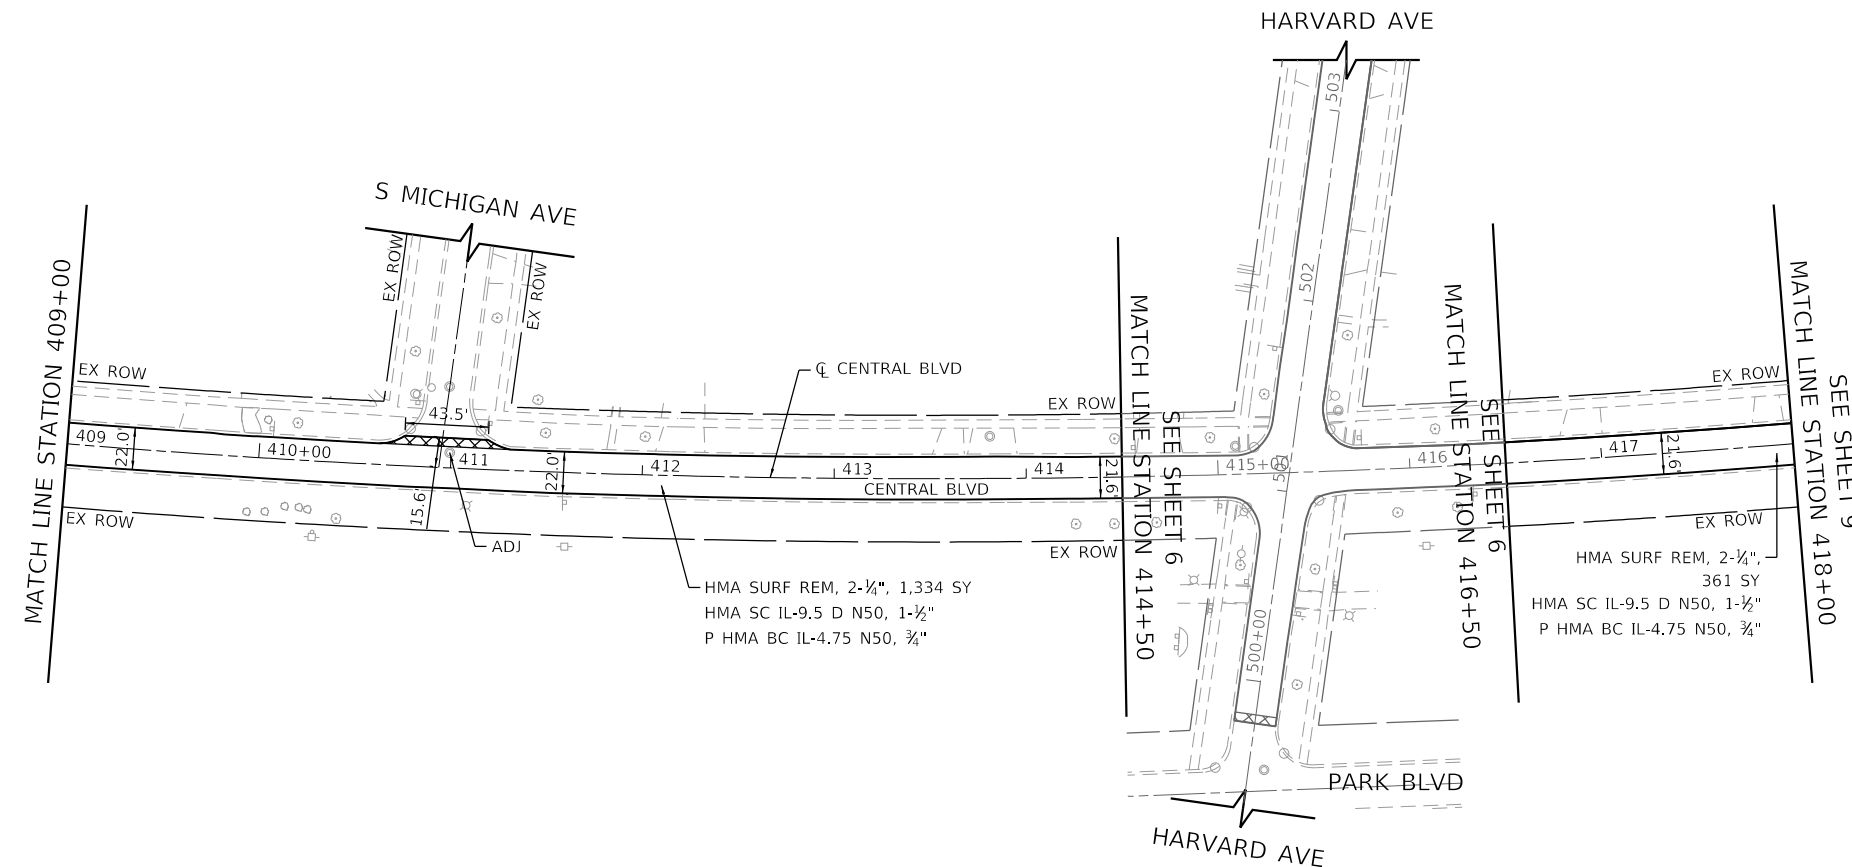 HARVARD AVE
503
S MICHIGAN AVE
EX ROW
EX ROW
502
MATCH LINE STATION 409+00
EX ROW
℄ CENTRAL BLVD
MATCH LINE STATION 414+50
SEE SHEET 6
MATCH LINE STATION 416+50
SEE SHEET 6
MATCH LINE STATION 418+00
SEE SHEET 9
EX ROW
EX ROW
43.5'
409
22.0'
410+00
411
22.0'
412
413
414
21.6'
415+00
416
417
21.6'
CENTRAL BLVD
15.6'
EX ROW
ADJ
EX ROW
EX ROW
HMA SURF REM, 2-¼", 1,334 SY
HMA SC IL-9.5 D N50, 1-½"
P HMA BC IL-4.75 N50, ¾"
HMA SURF REM, 2-¼",
361 SY
HMA SC IL-9.5 D N50, 1-½"
P HMA BC IL-4.75 N50, ¾"
500+00
PARK BLVD
HARVARD AVE